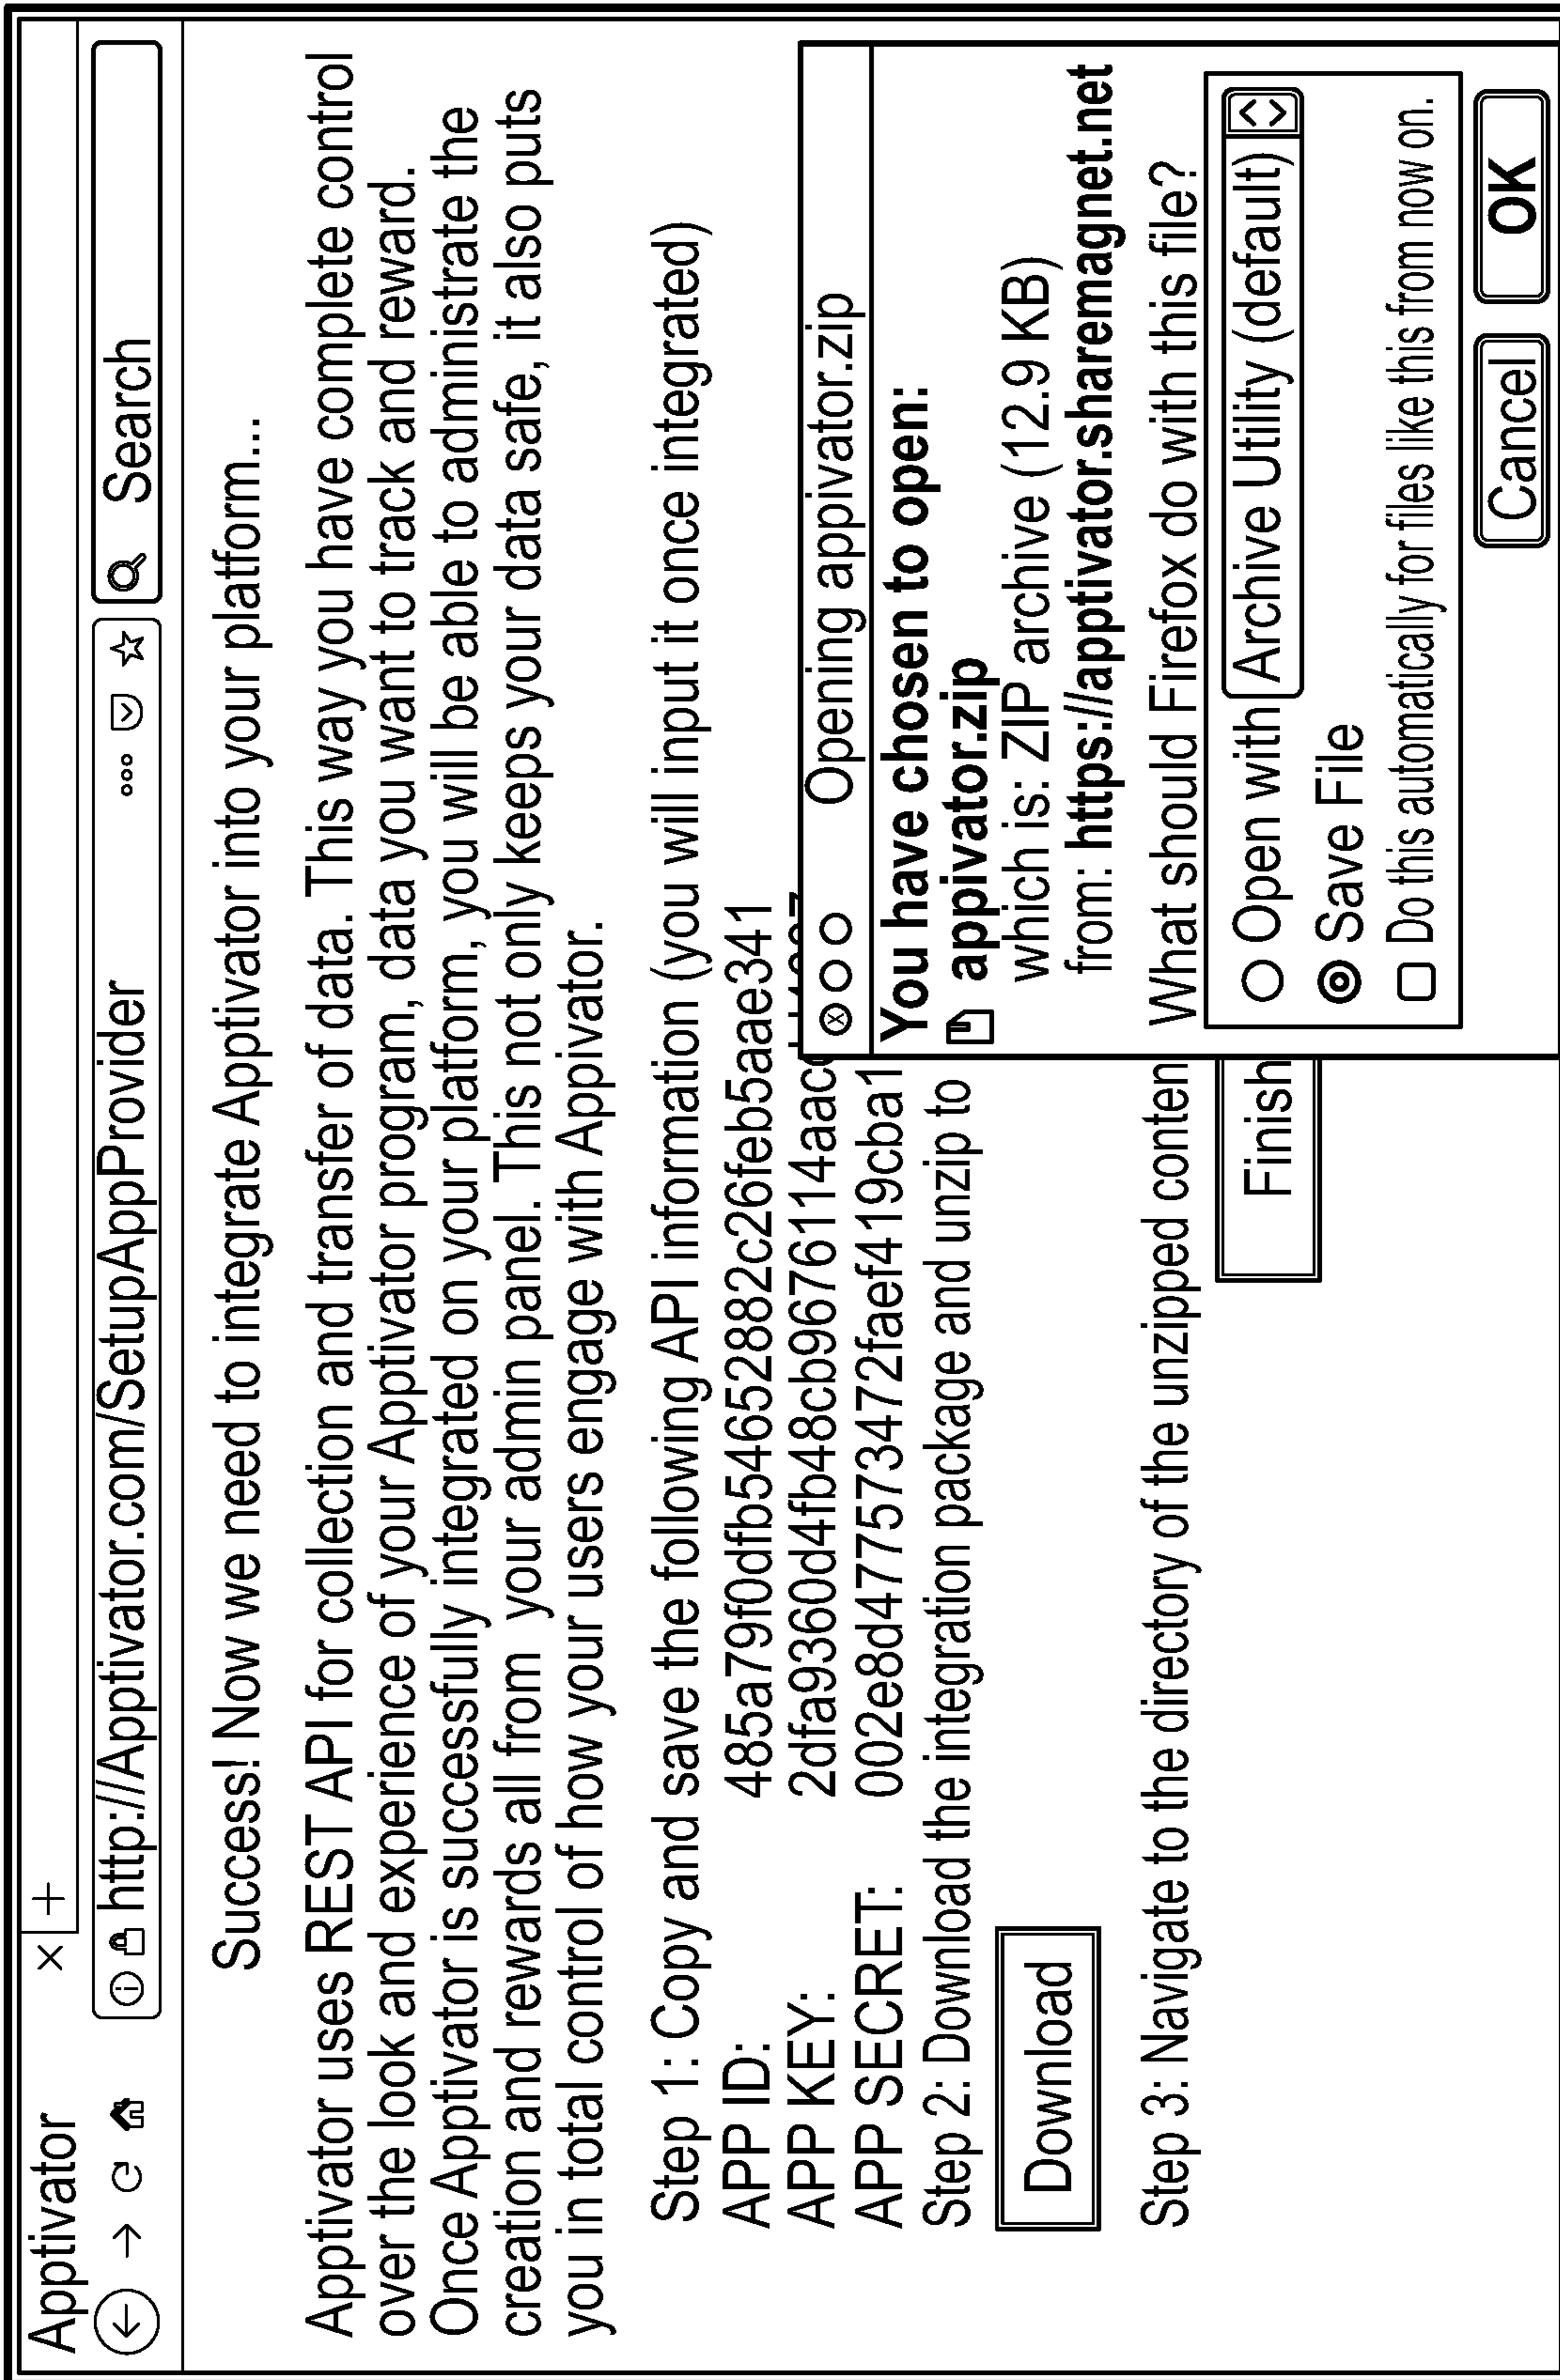 Apptivator
http://Apptivator.com/SetupAppProvider
Search
Success! Now we need to integrate Apptivator into your platform...
Apptivator uses REST API for collection and transfer of data. This way you have complete control
over the look and experience of your Apptivator program, data you want to track and reward.
Once Apptivator is successfully integrated on your platform, you will be able to administrate the
creation and rewards all from your admin panel. This not only keeps your data safe, it also puts
you in total control of how your users engage with Appivator.
Step 1: Copy and save the following API information (you will input it once integrated)
APP ID: 485a79f0dfb54652882c26feb5aae341
APP KEY: 2dfa9360d4fb48cb9676114aac
APP SECRET: 002e8d477573472faef419cba1
Step 2: Download the integration package and unzip to
Download
Step 3: Navigate to the directory of the unzipped conten
Finish
Opening appivator.zip
You have chosen to open:
appivator.zip
which is: ZIP archive (12.9 KB)
from: https://apptivator.sharemagnet.net
What should Firefox do with this file?
Open with Archive Utility (default)
Save File
Do this automatically for files like this from now on.
Cancel OK